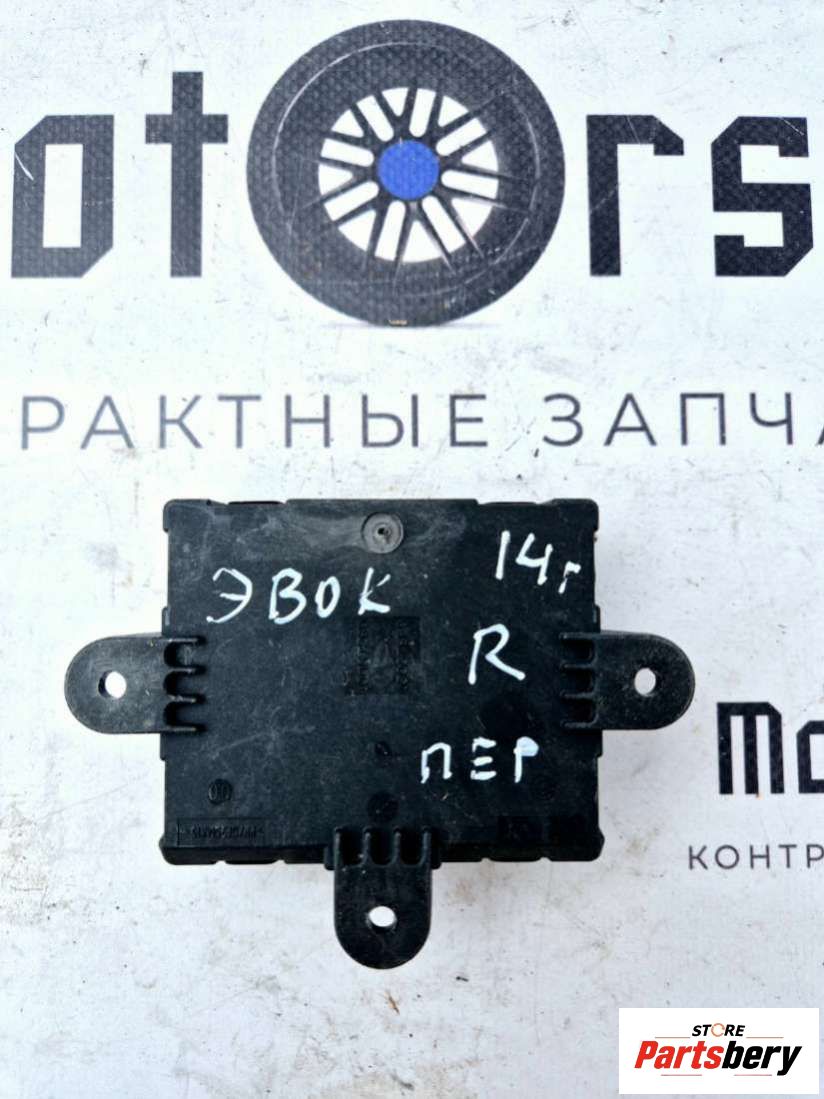 otOrs
РАКТНЫЕ ЗАПЧА
ЭВОК
14г
R
ПЕР
Mo
КОНТР
STORE
Partsbery